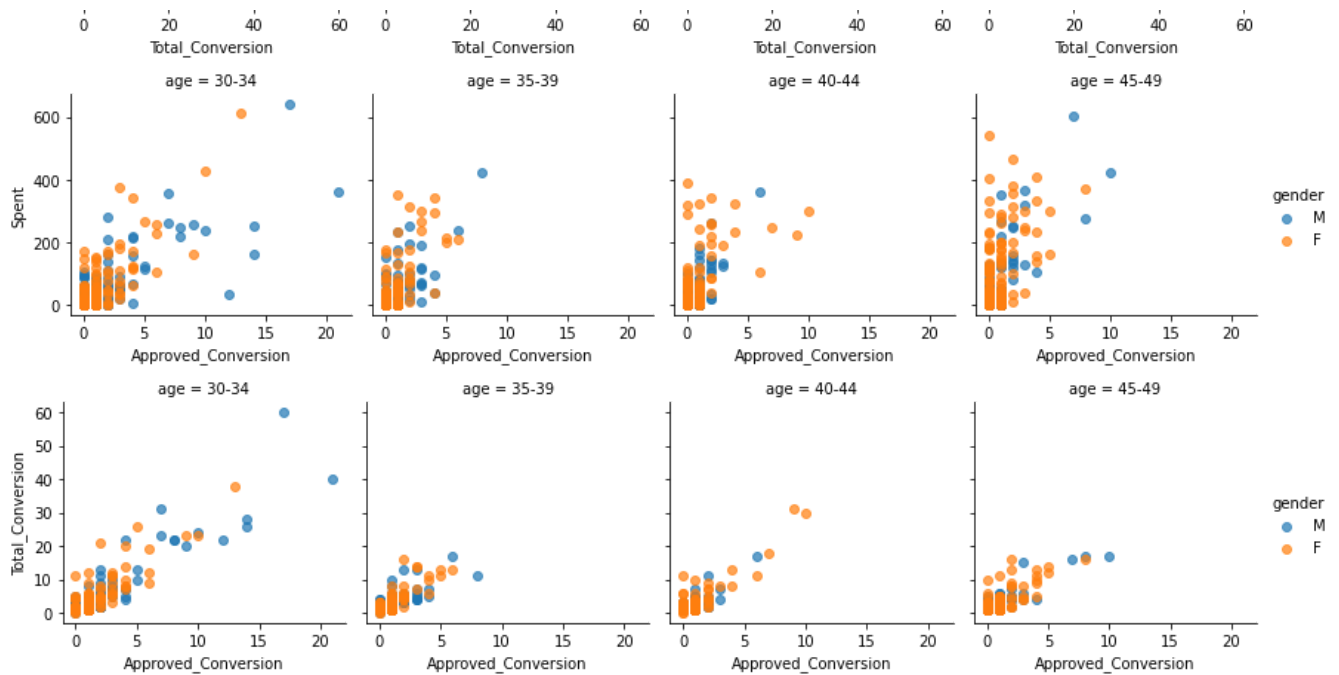 0 20 40 60 0 20 40 60 0 20 40 60 0 20 40 60
Total_Conversion Total_Conversion Total_Conversion Total_Conversion
age = 30-34 age = 35-39 age = 40-44 age = 45-49
600
400
200
0
Spent
gender
M
F
0 5 10 15 20 0 5 10 15 20 0 5 10 15 20 0 5 10 15 20
Approved_Conversion Approved_Conversion Approved_Conversion Approved_Conversion
age = 30-34 age = 35-39 age = 40-44 age = 45-49
60
50
40
30
20
10
0
Total_Conversion
gender
M
F
0 5 10 15 20 0 5 10 15 20 0 5 10 15 20 0 5 10 15 20
Approved_Conversion Approved_Conversion Approved_Conversion Approved_Conversion